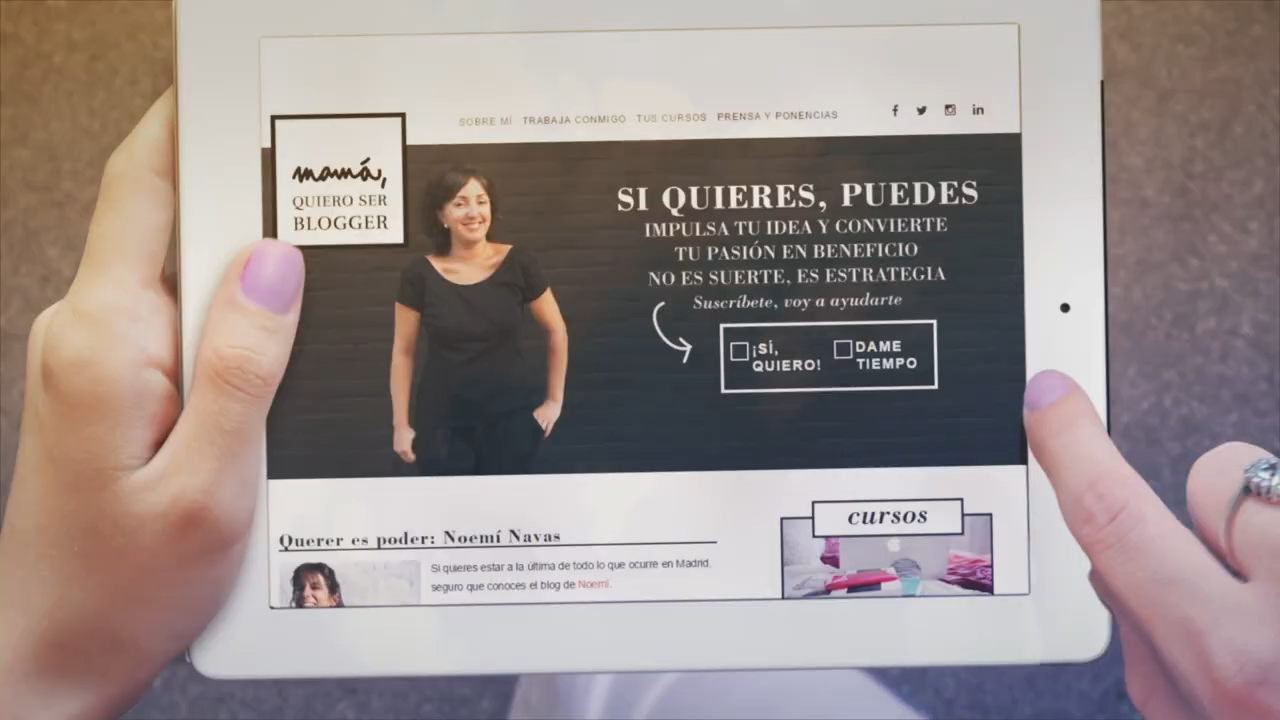 SOBRE MÍ TRABAJA CONMIGO TUS CURSOS PRENSA Y PONENCIAS
mamá,
QUIERO SER
BLOGGER
SI QUIERES, PUEDES
IMPULSA TU IDEA Y CONVIERTE
TU PASIÓN EN BENEFICIO
NO ES SUERTE, ES ESTRATEGIA
Suscríbete, voy a ayudarte
¡SÍ, QUIERO!
DAME TIEMPO
Querer es poder: Noemí Navas
Si quieres estar a la última de todo lo que ocurre en Madrid,
seguro que conoces el blog de Noemí.
cursos